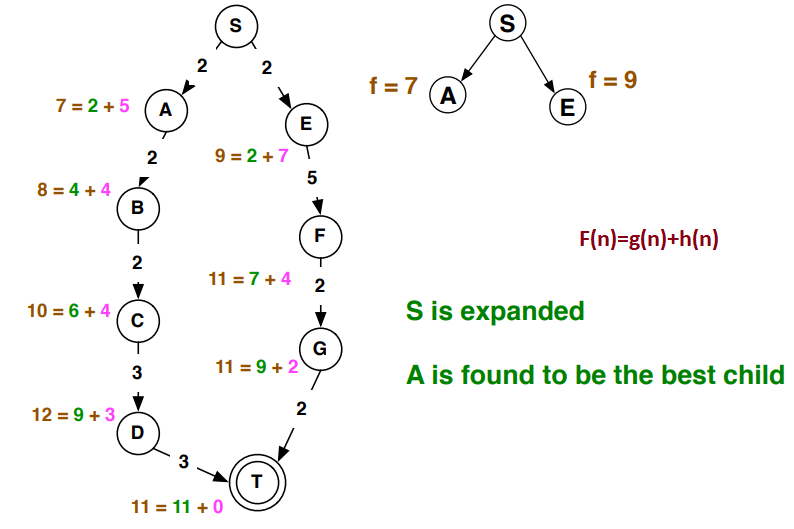 S
2
2
7 = 2 + 5
A
E
9 = 2 + 7
2
5
8 = 4 + 4
B
F
11 = 7 + 4
2
2
10 = 6 + 4
C
G
11 = 9 + 2
3
2
12 = 9 + 3
D
3
T
11 = 11 + 0
S
f = 7
A
E
f = 9
F(n)=g(n)+h(n)
S is expanded
A is found to be the best child